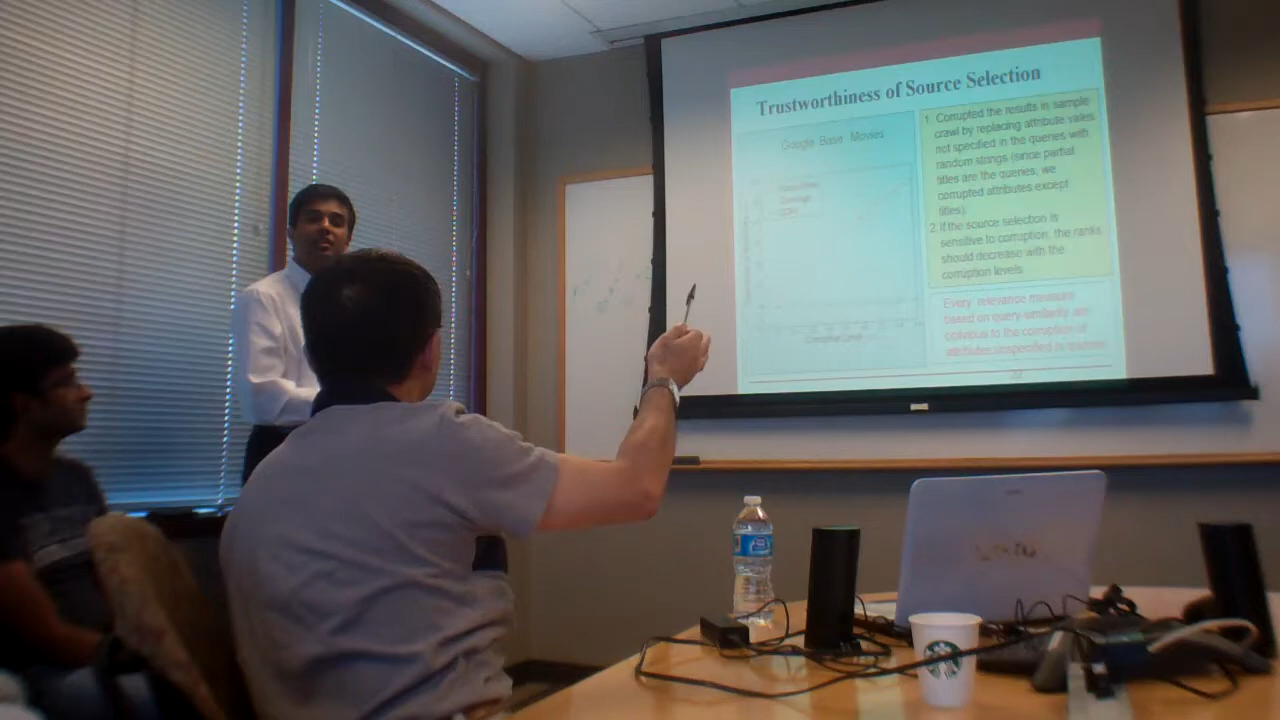 Trustworthiness of Source Selection
Google Base Movies
1. Corrupted the results in sample
crawl by replacing attribute vales
not specified in the queries with
random strings (since partial
titles are the queries, we
corrupted attributes except
titles).
2. If the source selection is
sensitive to corruption, the ranks
should decrease with the
corruption levels
Every relevance measure
based on query-similarity are
oblivious to the corruption of
attributes unspecified in queries